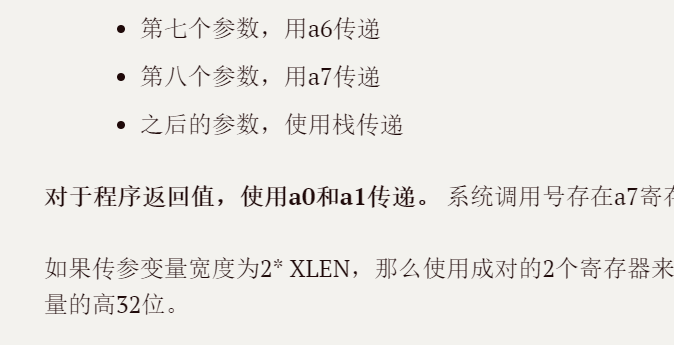 • 第七个参数，用a6传递
• 第八个参数，用a7传递
• 之后的参数，使用栈传递
对于程序返回值，使用a0和a1传递。系统调用号存在a7寄存
如果传参变量宽度为2* XLEN，那么使用成对的2个寄存器来
量的高32位。